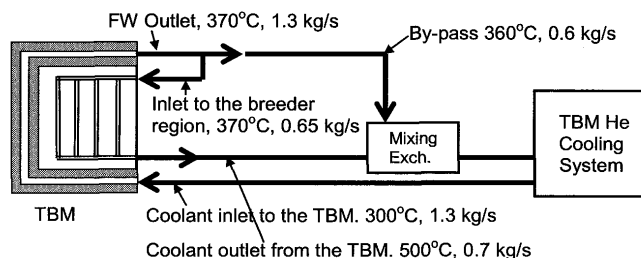 FW Outlet, 370°C, 1.3 kg/s
By-pass 360°C, 0.6 kg/s
Inlet to the breeder
region, 370°C, 0.65 kg/s
Mixing
Exch.
TBM He
Cooling
System
TBM
Coolant inlet to the TBM. 300°C, 1.3 kg/s
Coolant outlet from the TBM. 500°C, 0.7 kg/s